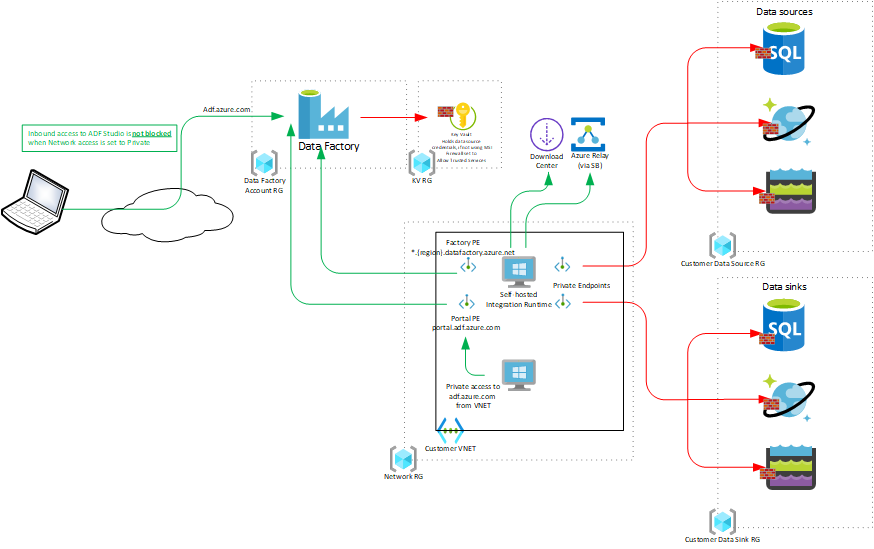 Data sources
SQL
Adf.azure.com
Inbound access to ADF Studio is not blocked
when Network access is set to Private
Data Factory
Key Vault
Holds data source
credentials, if not using MSI
Firewall set to
Allow Trusted Services
Download
Center
Azure Relay
(via SB)
Data Factory
Account RG
KV RG
Factory PE
*.{region}.datafactory.azure.net
Customer Data Source RG
Private Endpoints
Self-hosted
Integration Runtime
Data sinks
SQL
Portal PE
portal.adf.azure.com
Private access to
adf.azure.com
from VNET
Customer VNET
Network RG
Customer Data Sink RG